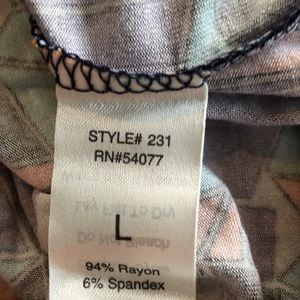 STYLE# 231
RN#54077
L
94% Rayon
6% Spandex